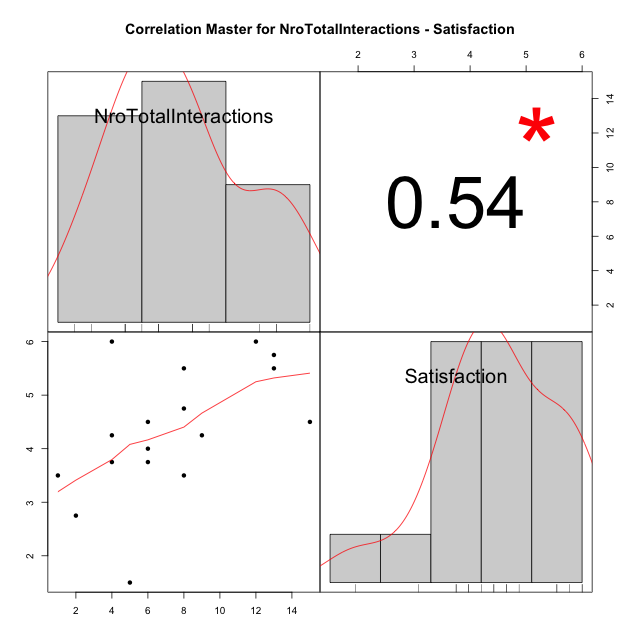 Correlation Master for NroTotalInteractions - Satisfaction
2 3 4 5 6
NroTotalInteractions
*
0.54
14
12
10
8
6
4
2
6
5
4
3
2
Satisfaction
2 4 6 8 10 12 14